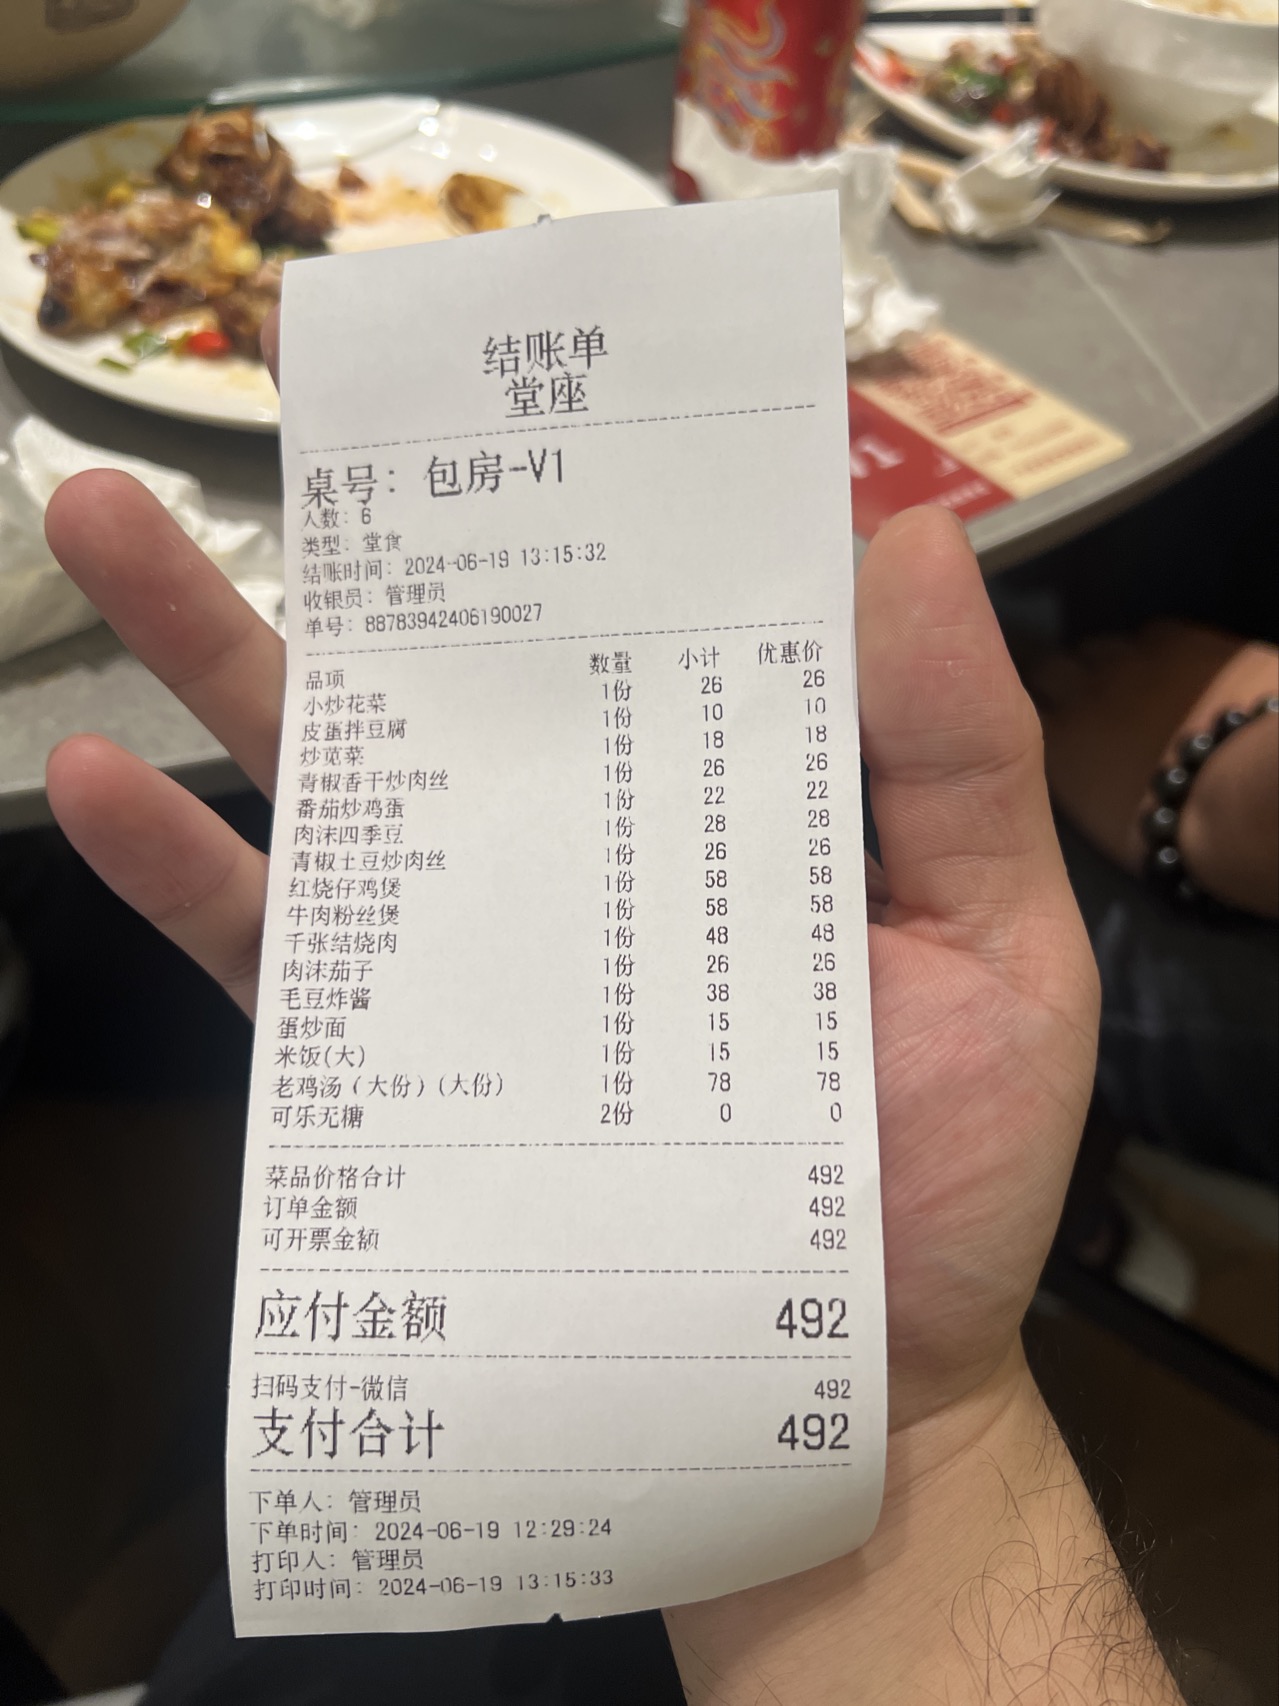 结账单
堂座
桌号: 包房-V1
人数: 6
类型: 堂食
结账时间: 2024-06-19 13:15:32
收银员: 管理员
单号: 88783942406190027
品项 数量 小计 优惠价
小炒花菜 1份 26 26
皮蛋拌豆腐 1份 10 10
炒苋菜 1份 18 18
青椒香干炒肉丝 1份 26 26
番茄炒鸡蛋 1份 22 22
肉沫四季豆 1份 28 28
青椒土豆炒肉丝 1份 26 26
红烧仔鸡煲 1份 58 58
牛肉粉丝煲 1份 58 58
千张结烧肉 1份 48 48
肉沫茄子 1份 26 26
毛豆炸酱 1份 38 38
蛋炒面 1份 15 15
米饭(大) 1份 15 15
老鸡汤（大份）(大份) 1份 78 78
可乐无糖 2份 0 0
菜品价格合计 492
订单金额 492
可开票金额 492
应付金额 492
扫码支付-微信 492
支付合计 492
下单人: 管理员
下单时间: 2024-06-19 12:29:24
打印人: 管理员
打印时间: 2024-06-19 13:15:33
V1